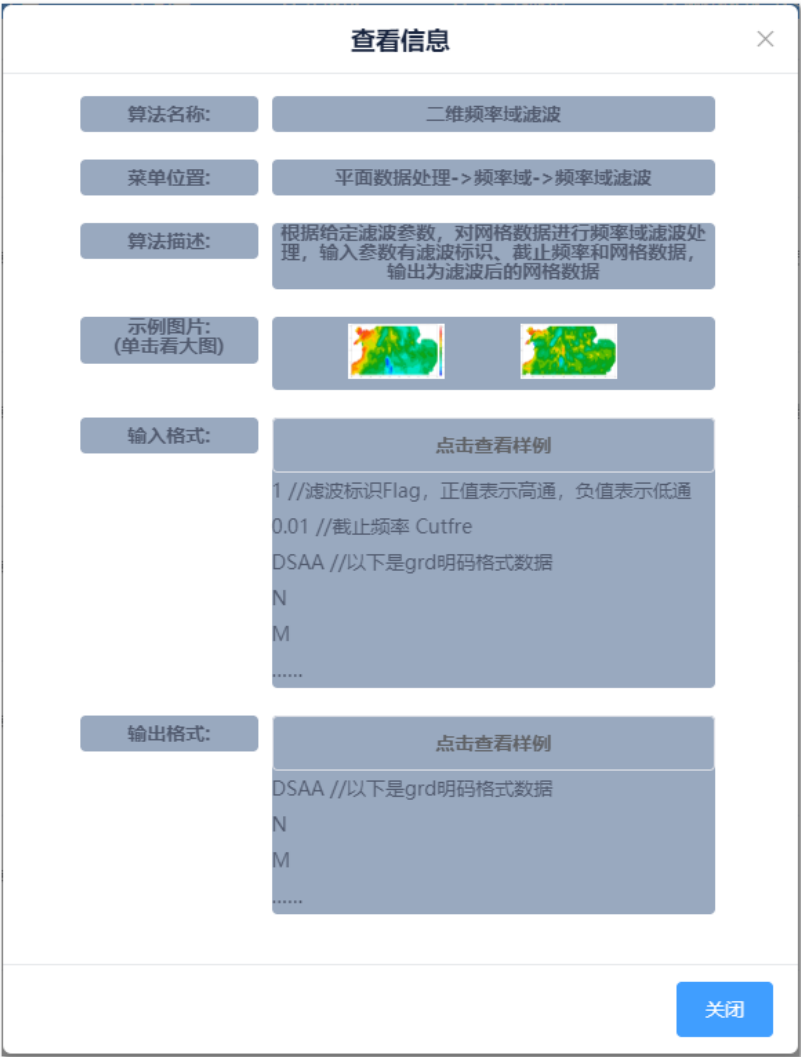 查看信息
算法名称:
二维频率域滤波
菜单位置:
平面数据处理->频率域->频率域滤波
算法描述:
根据给定滤波参数，对网格数据进行频率域滤波处
理，输入参数有滤波标识、截止频率和网格数据，
输出为滤波后的网格数据
示例图片:
(单击看大图)
输入格式:
点击查看样例
1 //滤波标识Flag，正值表示高通，负值表示低通
0.01 //截止频率 Cutfre
DSAA //以下是grd明码格式数据
N
M
......
输出格式:
点击查看样例
DSAA //以下是grd明码格式数据
N
M
......
关闭